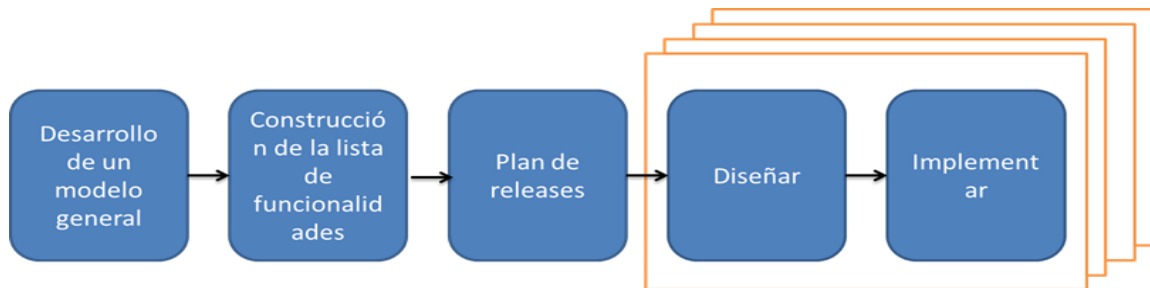 Desarrollo
de un
modelo
general
Construcció
n de la lista
de
funcionalid
ades
Plan de
releases
Diseñar
Implement
ar